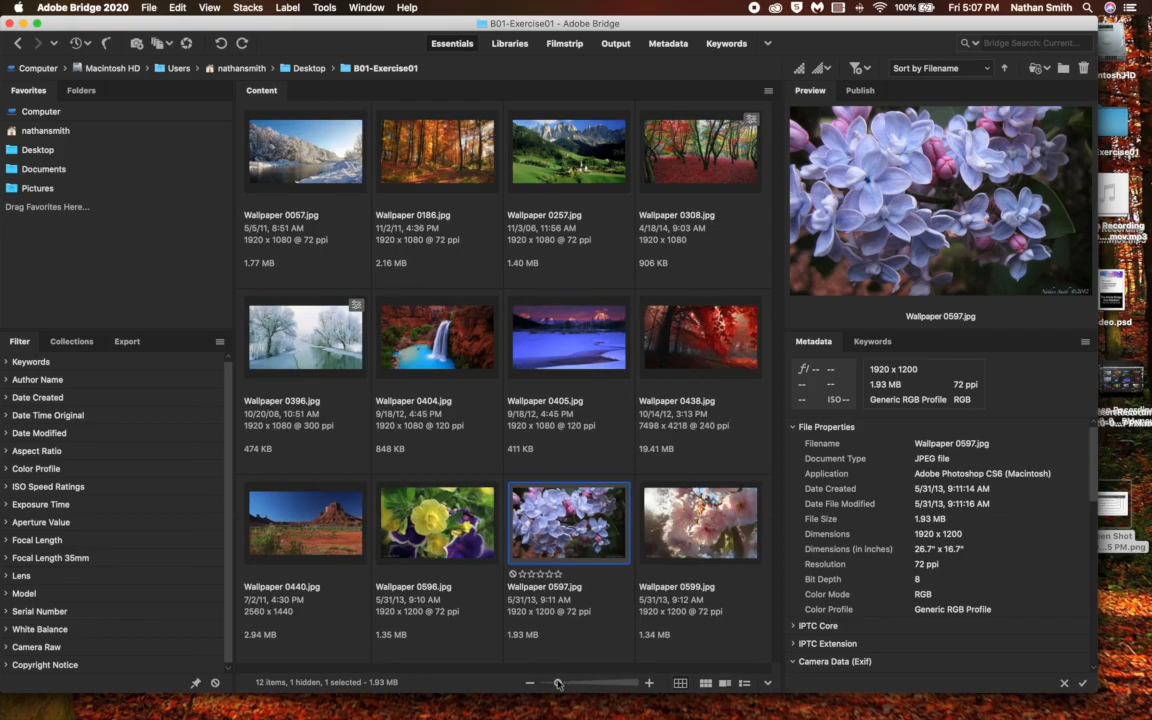 Adobe Bridge 2020 File Edit View Stacks Label Tools Window Help 100% Fri 5:07 PM Nathan Smith
B01-Exercise01 - Adobe Bridge
Essentials Libraries Filmstrip Output Metadata Keywords Bridge Search: Current...
Computer Macintosh HD Users nathansmith Desktop B01-Exercise01 Sort by Filename
Favorites Folders
Computer
nathansmith
Desktop
Documents
Pictures
Drag Favorites Here...
Filter Collections Export
Keywords
Author Name
Date Created
Date Time Original
Date Modified
Aspect Ratio
Color Profile
ISO Speed Ratings
Exposure Time
Aperture Value
Focal Length
Focal Length 35mm
Lens
Model
Serial Number
White Balance
Camera Raw
Copyright Notice
Content
Wallpaper 0057.jpg
5/5/11, 8:51 AM
1920 x 1080 @ 72 ppi
1.77 MB
Wallpaper 0186.jpg
11/2/11, 4:36 PM
1920 x 1080 @ 72 ppi
2.16 MB
Wallpaper 0257.jpg
11/3/06, 11:56 AM
1920 x 1080 @ 72 ppi
1.40 MB
Wallpaper 0308.jpg
4/18/14, 9:03 AM
1920 x 1080
906 KB
Wallpaper 0396.jpg
10/20/08, 10:51 AM
1920 x 1080 @ 300 ppi
474 KB
Wallpaper 0404.jpg
9/18/12, 4:45 PM
1920 x 1080 @ 120 ppi
848 KB
Wallpaper 0405.jpg
9/18/12, 4:45 PM
1920 x 1080 @ 120 ppi
411 KB
Wallpaper 0438.jpg
10/14/12, 3:13 PM
7498 x 4218 @ 240 ppi
19.41 MB
Wallpaper 0440.jpg
7/2/11, 4:30 PM
2560 x 1440
2.94 MB
Wallpaper 0596.jpg
5/31/13, 9:10 AM
1920 x 1200 @ 72 ppi
1.35 MB
Wallpaper 0597.jpg
5/31/13, 9:11 AM
1920 x 1200 @ 72 ppi
1.93 MB
Wallpaper 0599.jpg
5/31/13, 9:12 AM
1920 x 1200 @ 72 ppi
1.34 MB
12 items, 1 hidden, 1 selected - 1.93 MB
Preview Publish
Wallpaper 0597.jpg
Metadata Keywords
f/ -- --
-- --
-- ISO--
1920 x 1200
1.93 MB 72 ppi
Generic RGB Profile RGB
File Properties
Filename Wallpaper 0597.jpg
Document Type JPEG file
Application Adobe Photoshop CS6 (Macintosh)
Date Created 5/31/13, 9:11:14 AM
Date File Modified 5/31/13, 9:11:16 AM
File Size 1.93 MB
Dimensions 1920 x 1200
Dimensions (in inches) 26.7" x 16.7"
Resolution 72 ppi
Bit Depth 8
Color Mode RGB
Color Profile Generic RGB Profile
IPTC Core
IPTC Extension
Camera Data (Exif)